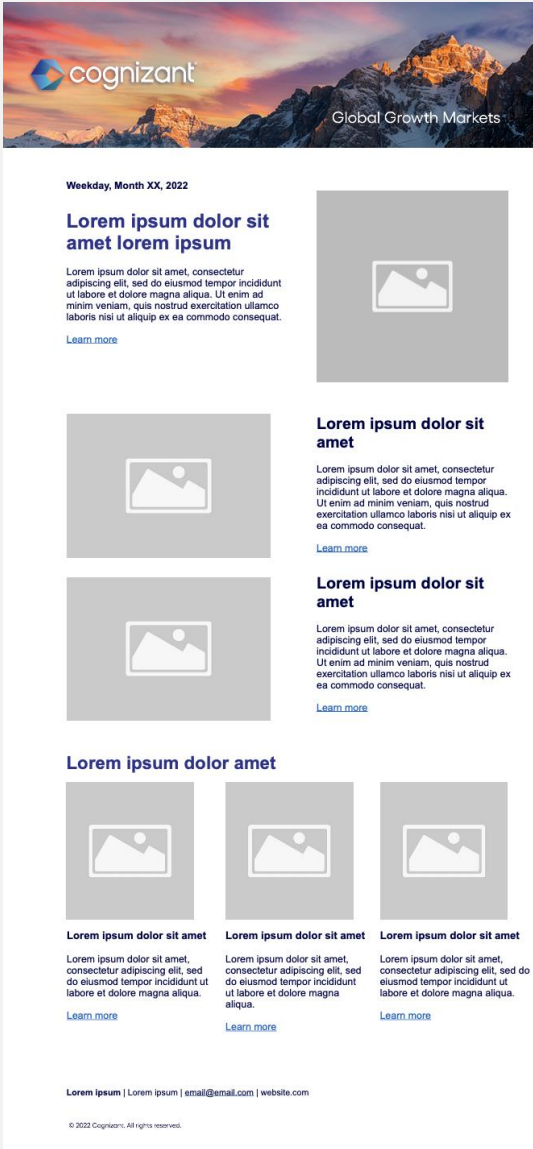 cognizant
Global Growth Markets
Weekday, Month XX, 2022
Lorem ipsum dolor sit
amet lorem ipsum
Lorem ipsum dolor sit amet, consectetur
adipiscing elit, sed do eiusmod tempor incididunt
ut labore et dolore magna aliqua. Ut enim ad
minim veniam, quis nostrud exercitation ullamco
laboris nisi ut aliquip ex ea commodo consequat.
Learn more
Lorem ipsum dolor sit
amet
Lorem ipsum dolor sit amet, consectetur
adipiscing elit, sed do eiusmod tempor
incididunt ut labore et dolore magna aliqua.
Ut enim ad minim veniam, quis nostrud
exercitation ullamco laboris nisi ut aliquip ex
ea commodo consequat.
Learn more
Lorem ipsum dolor sit
amet
Lorem ipsum dolor sit amet, consectetur
adipiscing elit, sed do eiusmod tempor
incididunt ut labore et dolore magna aliqua.
Ut enim ad minim veniam, quis nostrud
exercitation ullamco laboris nisi ut aliquip ex
ea commodo consequat.
Learn more
Lorem ipsum dolor amet
Lorem ipsum dolor sit amet
Lorem ipsum dolor sit amet,
consectetur adipiscing elit, sed
do eiusmod tempor incididunt ut
labore et dolore magna aliqua.
Learn more
Lorem ipsum dolor sit amet
Lorem ipsum dolor sit amet,
consectetur adipiscing elit, sed
do eiusmod tempor incididunt
ut labore et dolore magna
aliqua.
Learn more
Lorem ipsum dolor sit amet
Lorem ipsum dolor sit amet,
consectetur adipiscing elit, sed do
eiusmod tempor incididunt ut
labore et dolore magna aliqua.
Learn more
Lorem ipsum | Lorem ipsum | email@email.com | website.com
© 2022 Cognizant. All rights reserved.